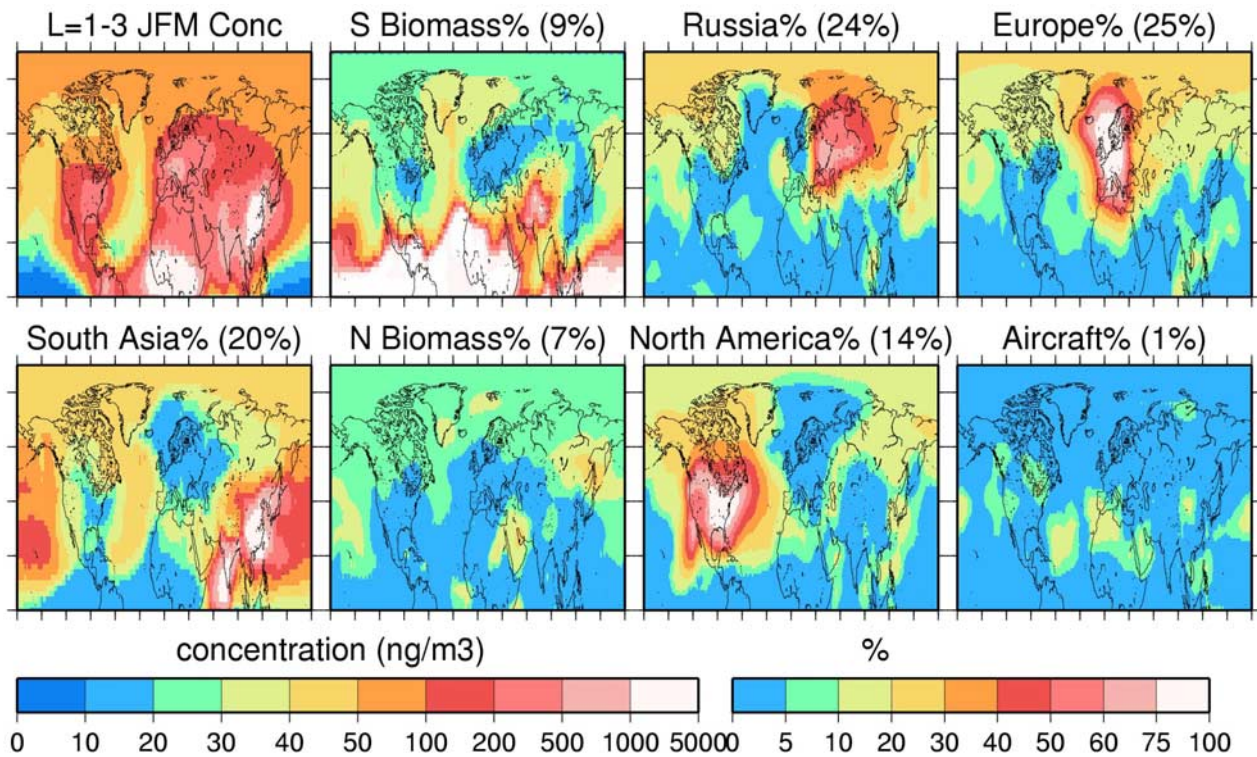 L=1-3 JFM Conc
S Biomass% (9%)
Russia% (24%)
Europe% (25%)
South Asia% (20%)
N Biomass% (7%)
North America% (14%)
Aircraft% (1%)
concentration (ng/m3)
%
0 10 20 30 40 50 100 200 500 1000 5000
0 5 10 20 30 40 50 60 75 100